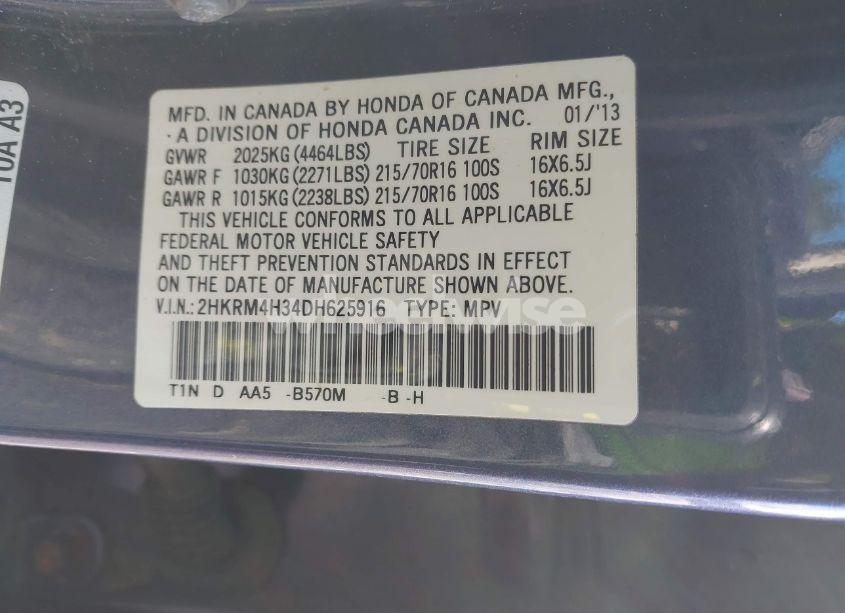 10A A3
MFD. IN CANADA BY HONDA OF CANADA MFG.,
· A DIVISION OF HONDA CANADA INC. 01/'13
GVWR 2025KG (4464LBS) TIRE SIZE RIM SIZE
GAWR F 1030KG (2271LBS) 215/70R16 100S 16X6.5J
GAWR R 1015KG (2238LBS) 215/70R16 100S 16X6.5J
THIS VEHICLE CONFORMS TO ALL APPLICABLE
FEDERAL MOTOR VEHICLE SAFETY
AND THEFT PREVENTION STANDARDS IN EFFECT
ON THE DATE OF MANUFACTURE SHOWN ABOVE.
V.I.N.: 2HKRM4H34DH625916 TYPE: MPV
wheelwise
T1N D AA5 -B570M -B -H